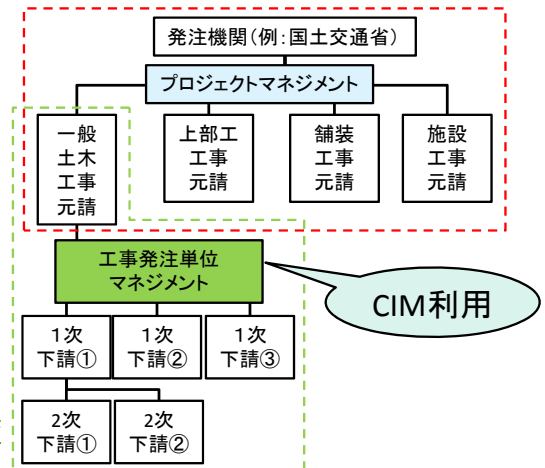 発注機関(例:国土交通省)
プロジェクトマネジメント
一般
土木
工事
元請
上部工
工事
元請
舗装
工事
元請
施設
工事
元請
工事発注単位
マネジメント
CIM利用
1次
下請①
1次
下請②
1次
下請③
2次
下請①
2次
下請②